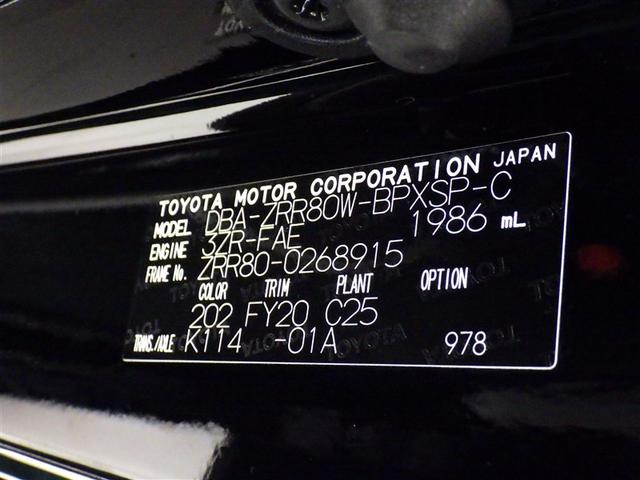 TOYOTA MOTOR CORPORATION JAPAN
MODEL DBA-ZRR80W-BPXSP-C
ENGINE 3ZR-FAE 1986 mL
FRAME No. ZRR80-0268915
COLOR TRIM PLANT OPTION
202 FY20 C25
TRANS./AXLE K114 -01A 978
TOYOTA